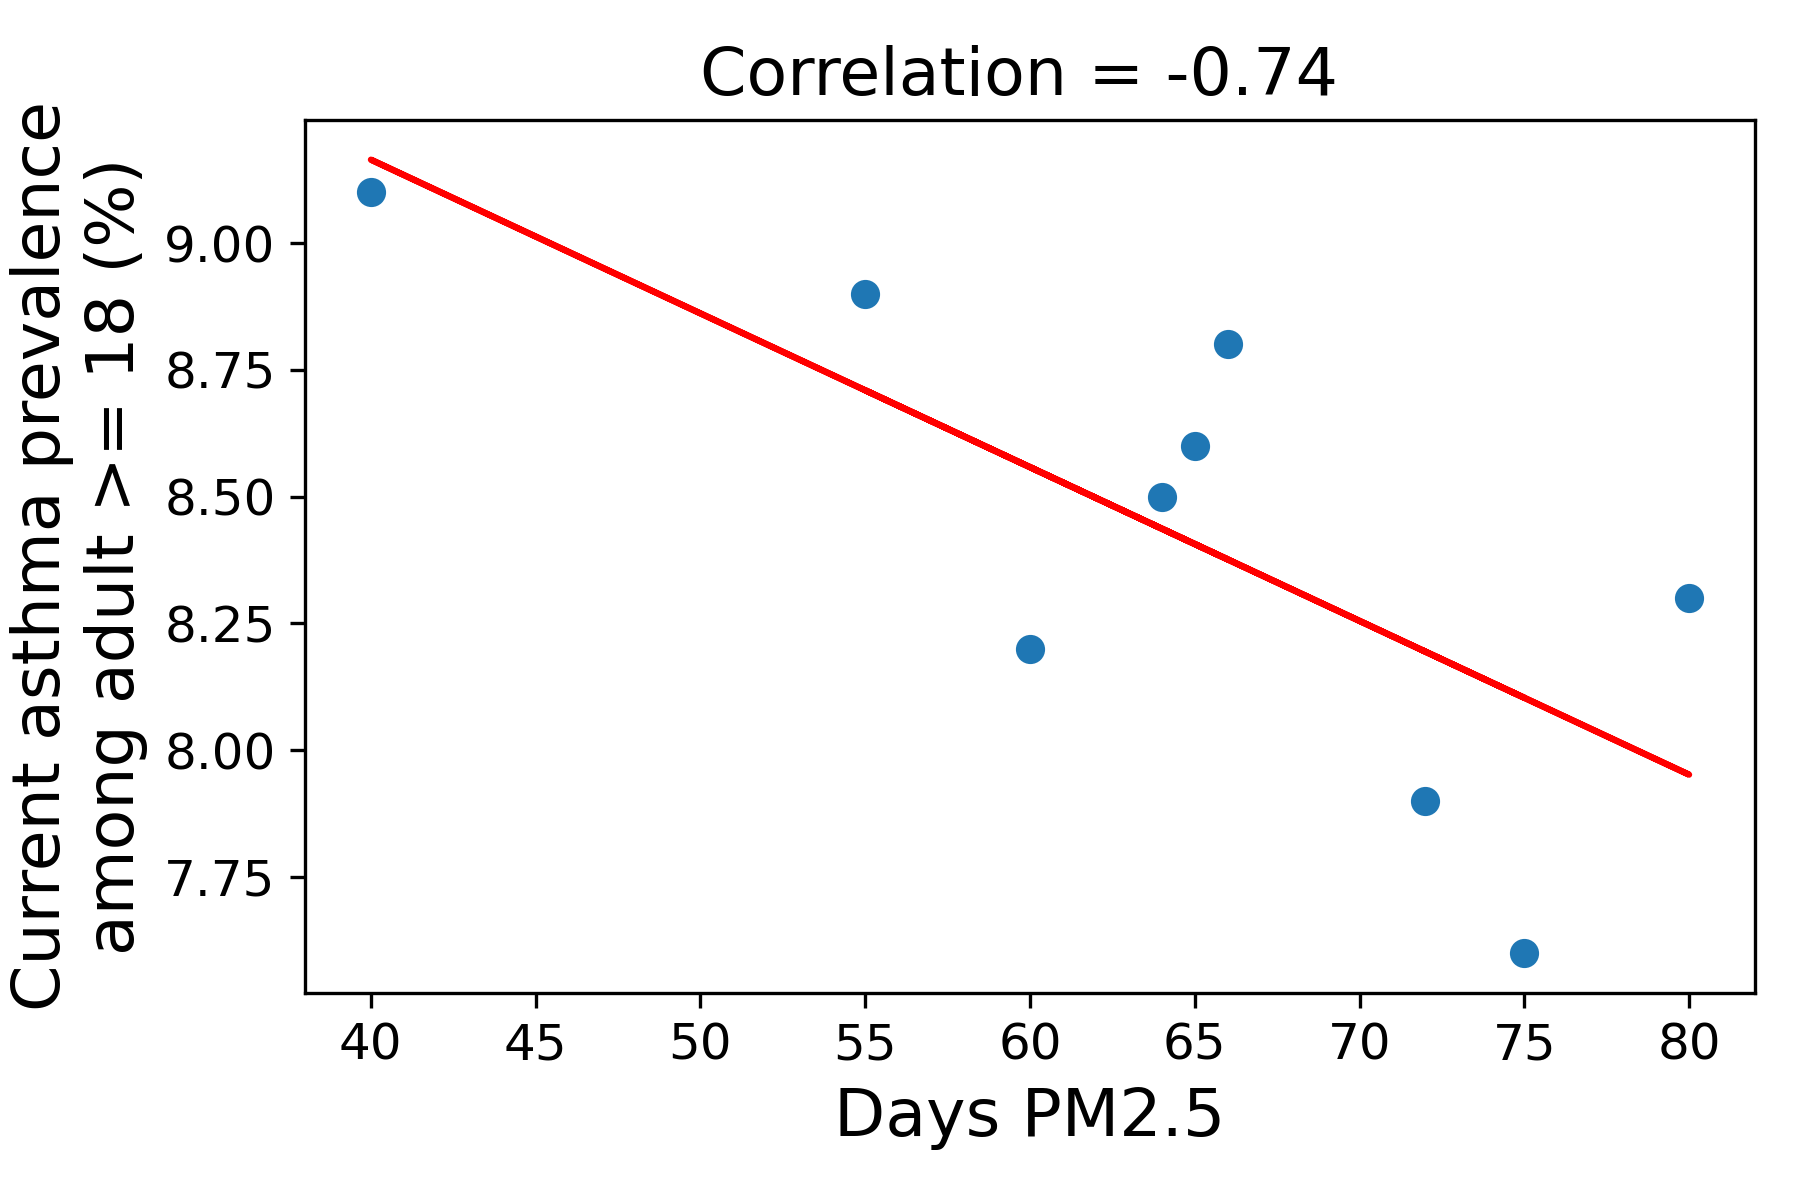 Correlation = -0.74
Current asthma prevalence
among adult >= 18 (%)
9.00
8.75
8.50
8.25
8.00
7.75
40 45 50 55 60 65 70 75 80
Days PM2.5